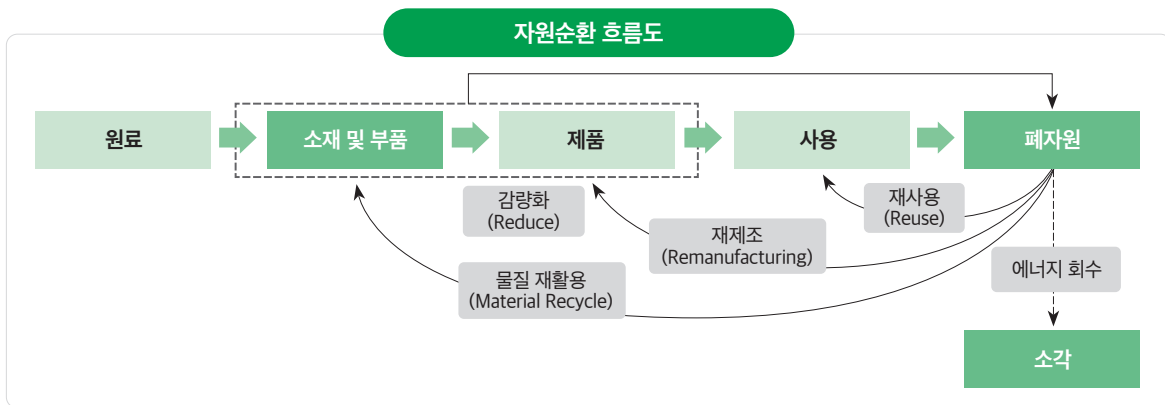 자원순환 흐름도
원료
소재 및 부품
제품
사용
폐자원
감량화
(Reduce)
재사용
(Reuse)
재제조
(Remanufacturing)
에너지 회수
물질 재활용
(Material Recycle)
소각